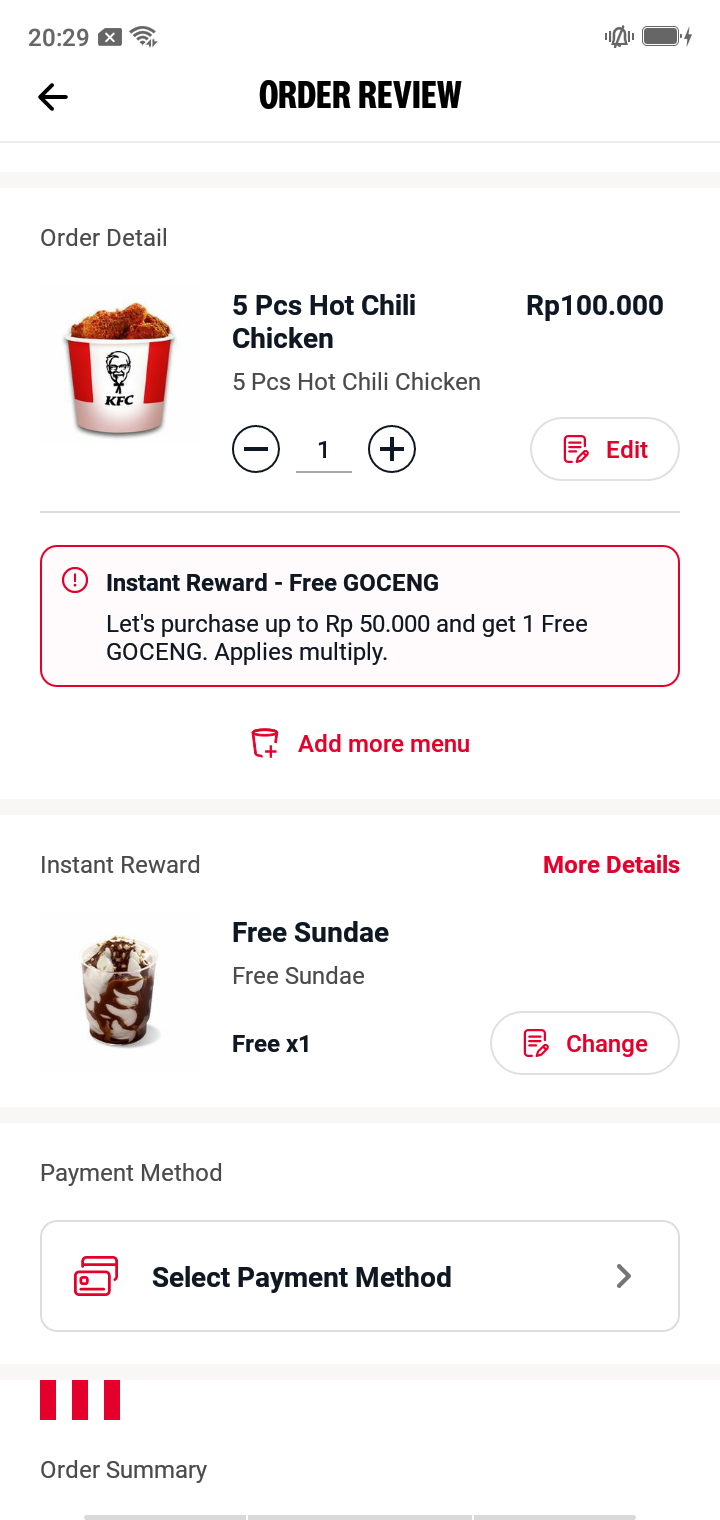 20:29
ORDER REVIEW
Order Detail
5 Pcs Hot Chili
Chicken
Rp100.000
5 Pcs Hot Chili Chicken
KFC
1
Edit
Instant Reward - Free GOCENG
Let's purchase up to Rp 50.000 and get 1 Free
GOCENG. Applies multiply.
Add more menu
Instant Reward
More Details
Free Sundae
Free Sundae
Free x1
Change
Payment Method
Select Payment Method
Order Summary